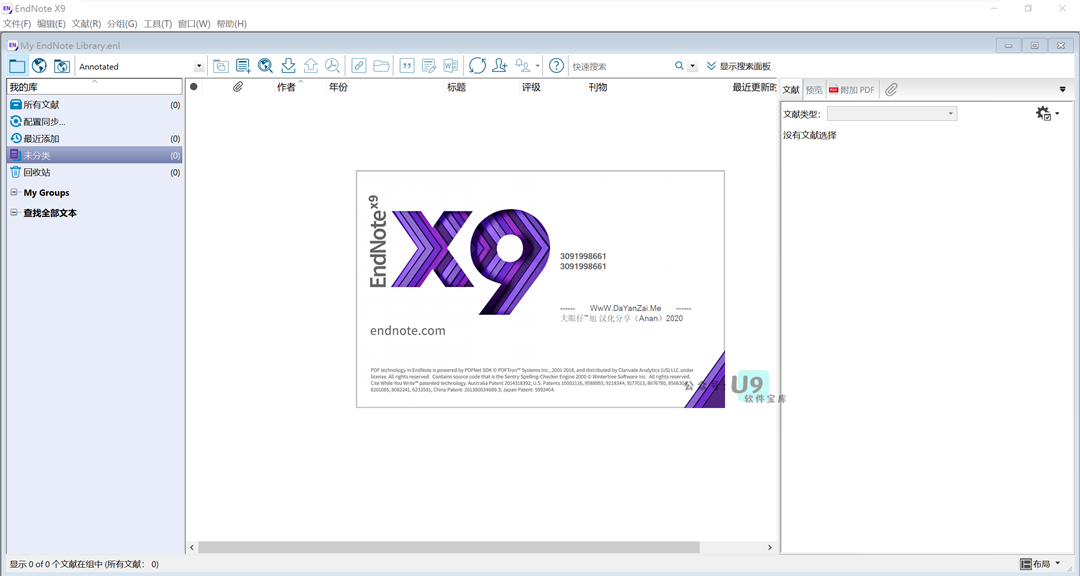 EndNote X9
文件(F) 编辑(E) 文献(R) 分组(G) 工具(T) 窗口(W) 帮助(H)
My EndNote Library.enl
Annotated
快速搜索
显示搜索面板
我的库
所有文献 (0)
配置同步...
最近添加 (0)
未分类 (0)
回收站 (0)
My Groups
查找全部文本
作者 年份 标题 评级 刊物 最近更新时
文献 预览 附加 PDF
文献类型:
没有文献选择
EndNote X9
X9
3091998661
3091998661
------ WwW.DaYanZai.Me ------
大眼仔~旭 汉化分享（Anan）2020
endnote.com
PDF technology in EndNote is powered by PDFNet SDK © PDFTron™ Systems Inc., 2001-2018, and distributed by Clarivate Analytics (US) LLC under
license. All rights reserved. Contains source code that is the Sentry Spelling-Checker Engine 2000 © Wintertree Software Inc. All rights reserved.
Cite While You Write™ patented technology. Australia Patent 2014318392; U.S. Patents 10002116, 9588955, 9218344, 9177013, 8676780,
8201085, 8082241, 6233581, China Patent: 201380034689.3; Japan Patent: 5992404.
U9
软件宝库
显示 0 of 0 个文献在组中 (所有文献: 0)
布局